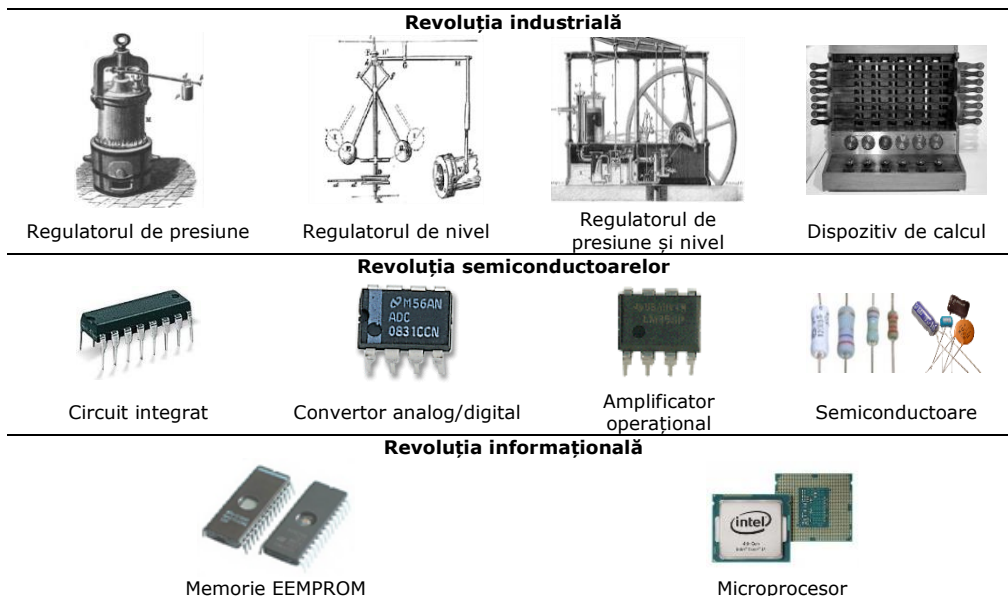 Revoluția industrială
Regulatorul de presiune
Regulatorul de nivel
Regulatorul de
presiune și nivel
Dispozitiv de calcul
Revoluția semiconductoarelor
M56AN
ADC
0831CCN
Circuit integrat
Convertor analog/digital
Amplificator
operațional
Semiconductoare
Revoluția informațională
intel
Memorie EEMPROM
Microprocesor